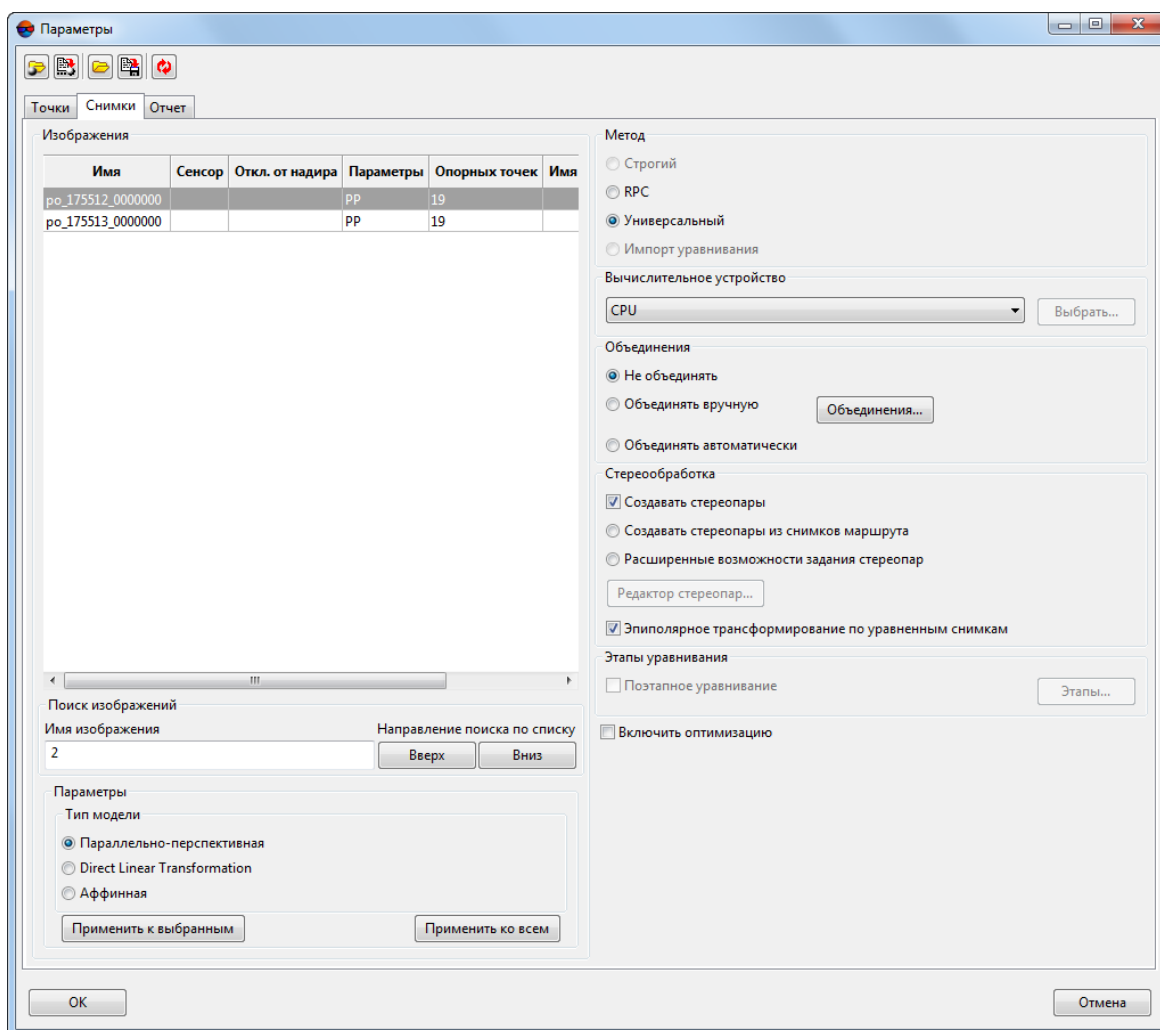 Параметры
Точки Снимки Отчет
Изображения
Имя Сенсор Откл. от надира Параметры Опорных точек Имя
po_175512_0000000 PP 19
po_175513_0000000 PP 19
Поиск изображений
Имя изображения Направление поиска по списку
2 Вверх Вниз
Параметры
Тип модели
Параллельно-перспективная
Direct Linear Transformation
Аффинная
Применить к выбранным Применить ко всем
Метод
Строгий
RPC
Универсальный
Импорт уравнивания
Вычислительное устройство
CPU Выбрать...
Объединения
Не объединять
Объединять вручную Объединения...
Объединять автоматически
Стереообработка
Создавать стереопары
Создавать стереопары из снимков маршрута
Расширенные возможности задания стереопар
Редактор стереопар...
Эпиполярное трансформирование по уравненным снимкам
Этапы уравнивания
Поэтапное уравнивание Этапы...
Включить оптимизацию
OK Отмена